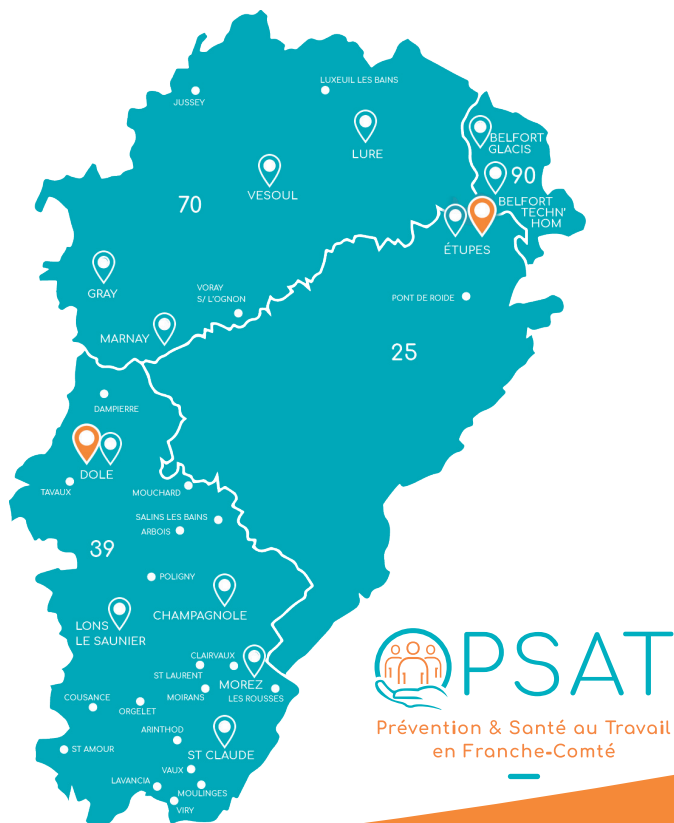 LUXEUIL LES BAINS
JUSSEY
BELFORT
GLACIS
LURE
VESOUL
90
70
BELFORT
TECHN'
HOM
ÉTUPES
GRAY
VORAY
S/ L'OGNON
PONT DE ROIDE
MARNAY
25
DAMPIERRE
DOLE
TAVAUX
MOUCHARD
SALINS LES BAINS
ARBOIS
39
POLIGNY
CHAMPAGNOLE
LONS
LE SAUNIER
CLAIRVAUX
ST LAURENT
MOREZ
MOIRANS
LES ROUSSES
COUSANCE
ORGELET
ARINTHOD
ST AMOUR
ST CLAUDE
VAUX
LAVANCIA
MOULINGES
VIRY
OPSAT
Prévention & Santé au Travail
en Franche-Comté